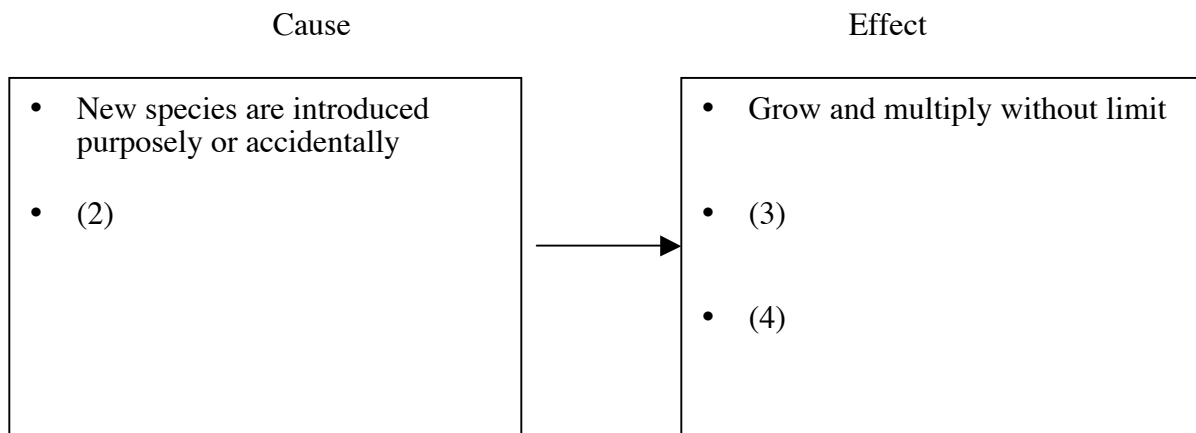 Cause
Effect
• New species are introduced
purposely or accidentally
• (2)
• Grow and multiply without limit
• (3)
• (4)